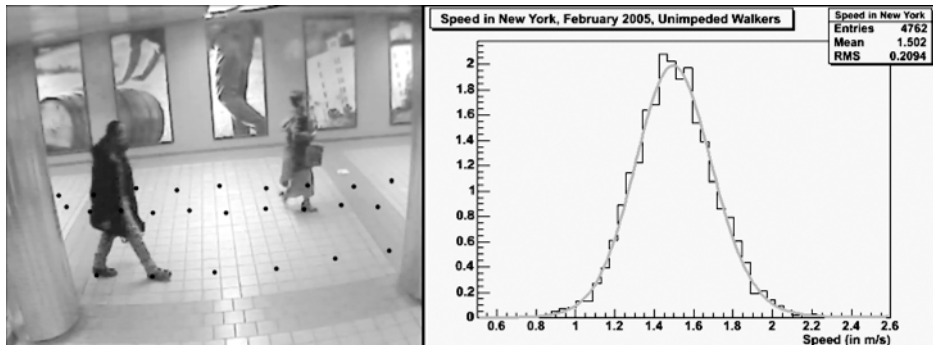 Speed in New York, February 2005, Unimpeded Walkers
Speed in New York
Entries 4762
Mean 1.502
RMS 0.2094
2
1.8
1.6
1.4
1.2
1
0.8
0.6
0.4
0.2
0
0.6 0.8 1 1.2 1.4 1.6 1.8 2 2.2 2.4 2.6
Speed (in m/s)